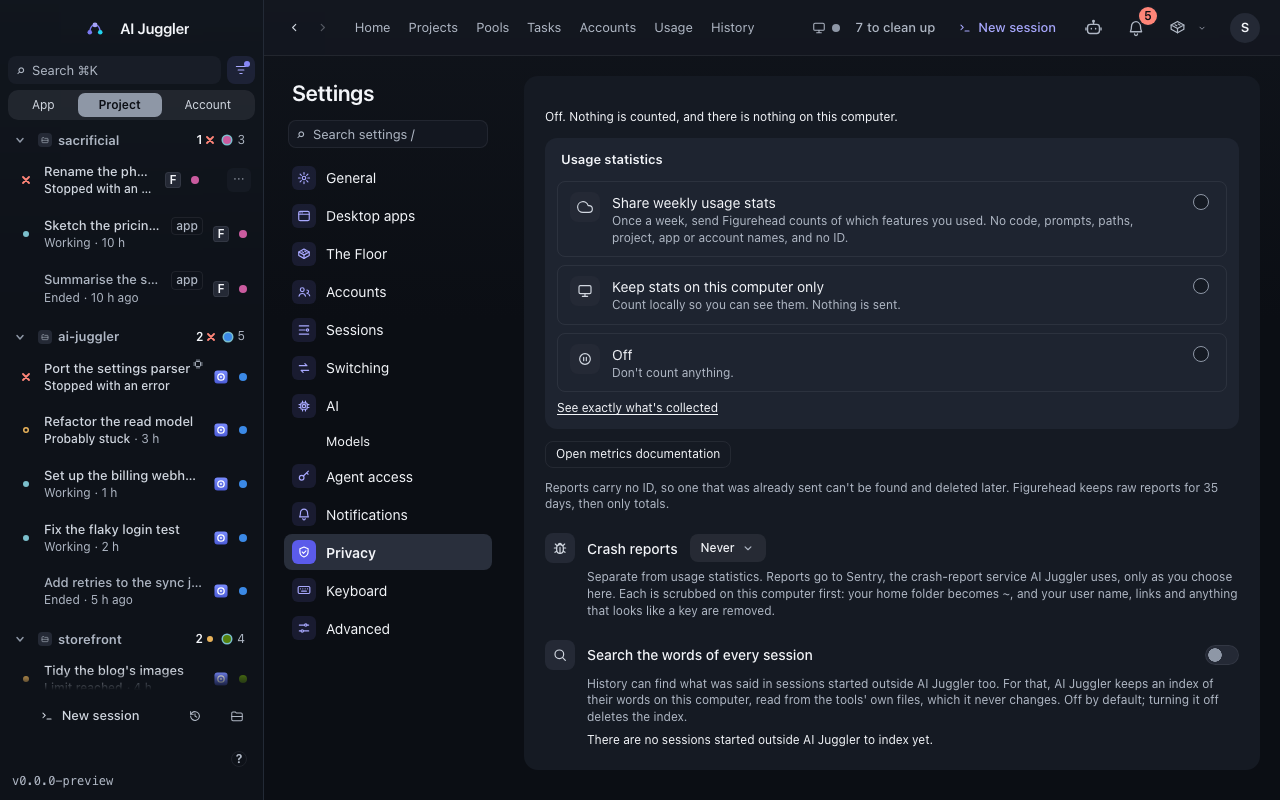 AI Juggler
Search ⌘K
App
Project
Account
sacrificial
1
3
Rename the ph...
Stopped with an ...
F
Sketch the pricin...
app
Working · 10 h
F
Summarise the s...
app
Ended · 10 h ago
F
ai-juggler
2
5
Port the settings parser
Stopped with an error
Refactor the read model
Probably stuck · 3 h
Set up the billing webh...
Working · 1 h
Fix the flaky login test
Working · 2 h
Add retries to the sync j...
Ended · 5 h ago
storefront
2
4
Tidy the blog's images
Limit reached · 4 h
New session
?
v0.0.0-preview
Home
Projects
Pools
Tasks
Accounts
Usage
History
7 to clean up
New session
5
S
Settings
Search settings /
General
Desktop apps
The Floor
Accounts
Sessions
Switching
AI
Models
Agent access
Notifications
Privacy
Keyboard
Advanced
Off. Nothing is counted, and there is nothing on this computer.
Usage statistics
Share weekly usage stats
Once a week, send Figurehead counts of which features you used. No code, prompts, paths,
project, app or account names, and no ID.
Keep stats on this computer only
Count locally so you can see them. Nothing is sent.
Off
Don't count anything.
See exactly what's collected
Open metrics documentation
Reports carry no ID, so one that was already sent can't be found and deleted later. Figurehead keeps raw reports for 35
days, then only totals.
Crash reports
Never
Separate from usage statistics. Reports go to Sentry, the crash-report service AI Juggler uses, only as you choose
here. Each is scrubbed on this computer first: your home folder becomes ~, and your user name, links and anything
that looks like a key are removed.
Search the words of every session
History can find what was said in sessions started outside AI Juggler too. For that, AI Juggler keeps an index of
their words on this computer, read from the tools' own files, which it never changes. Off by default; turning it off
deletes the index.
There are no sessions started outside AI Juggler to index yet.